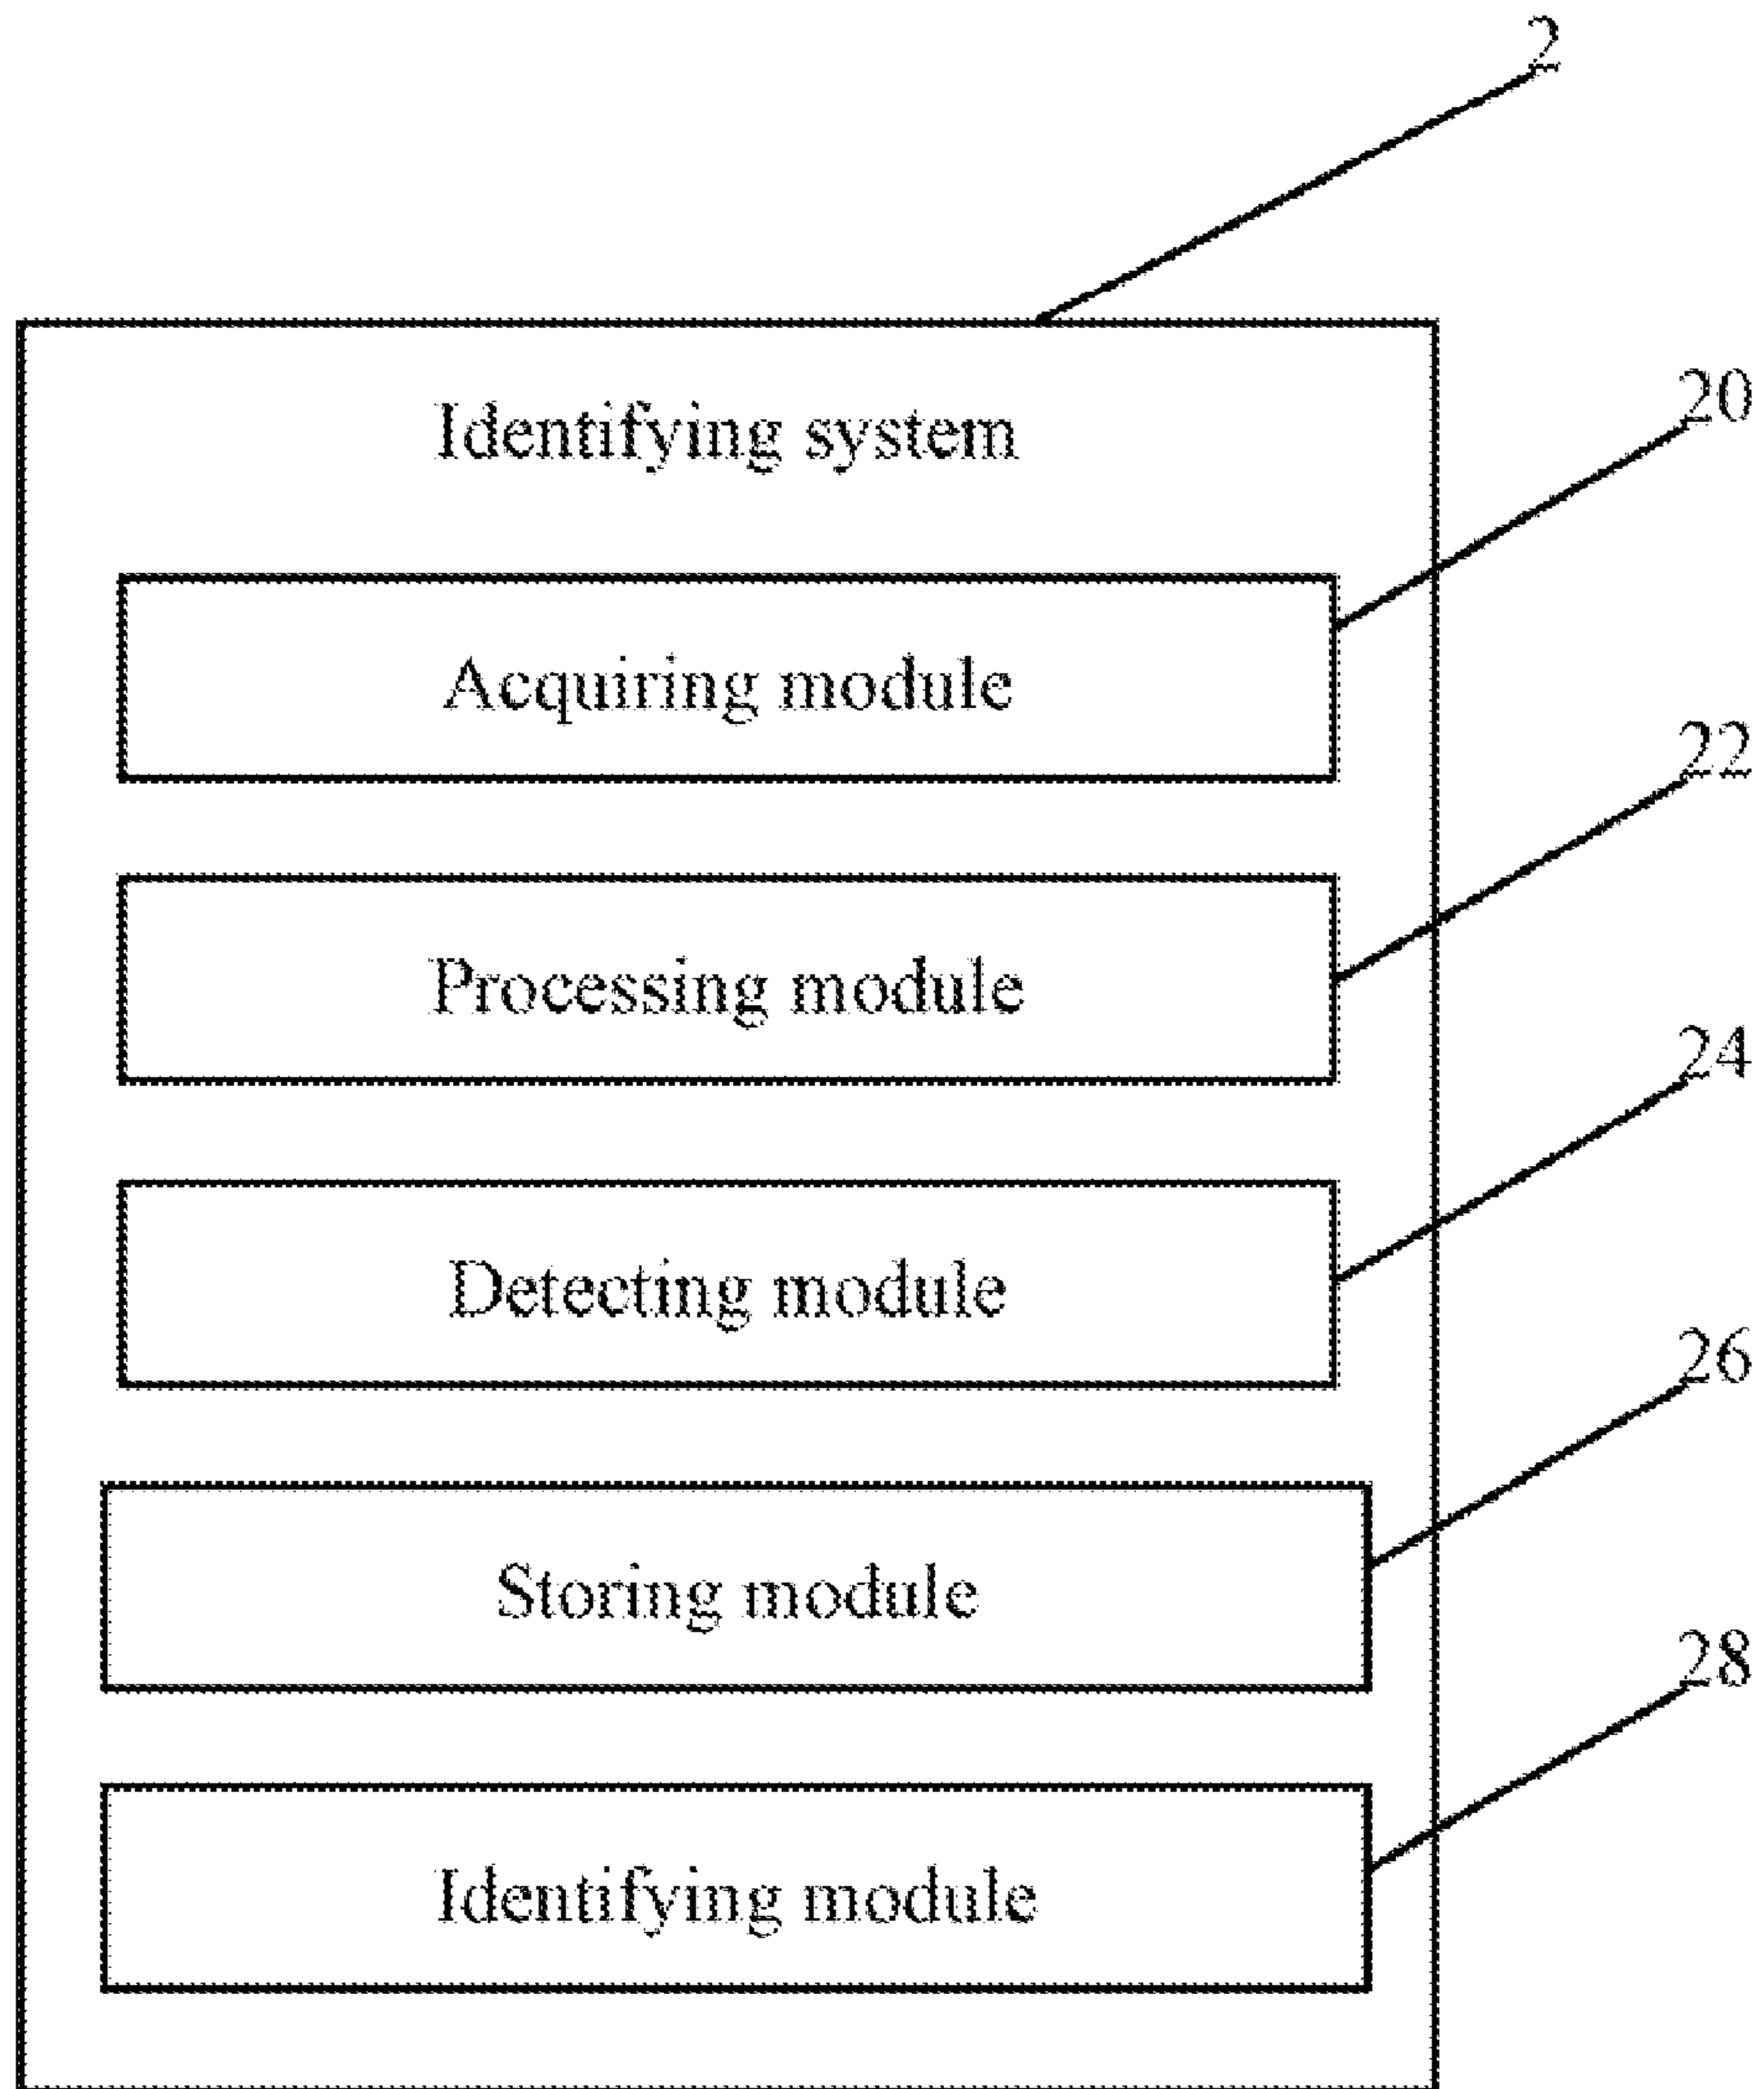 2
Identifying system
20
Acquiring module
22
Processing module
24
Detecting module
26
Storing module
28
Identifying module